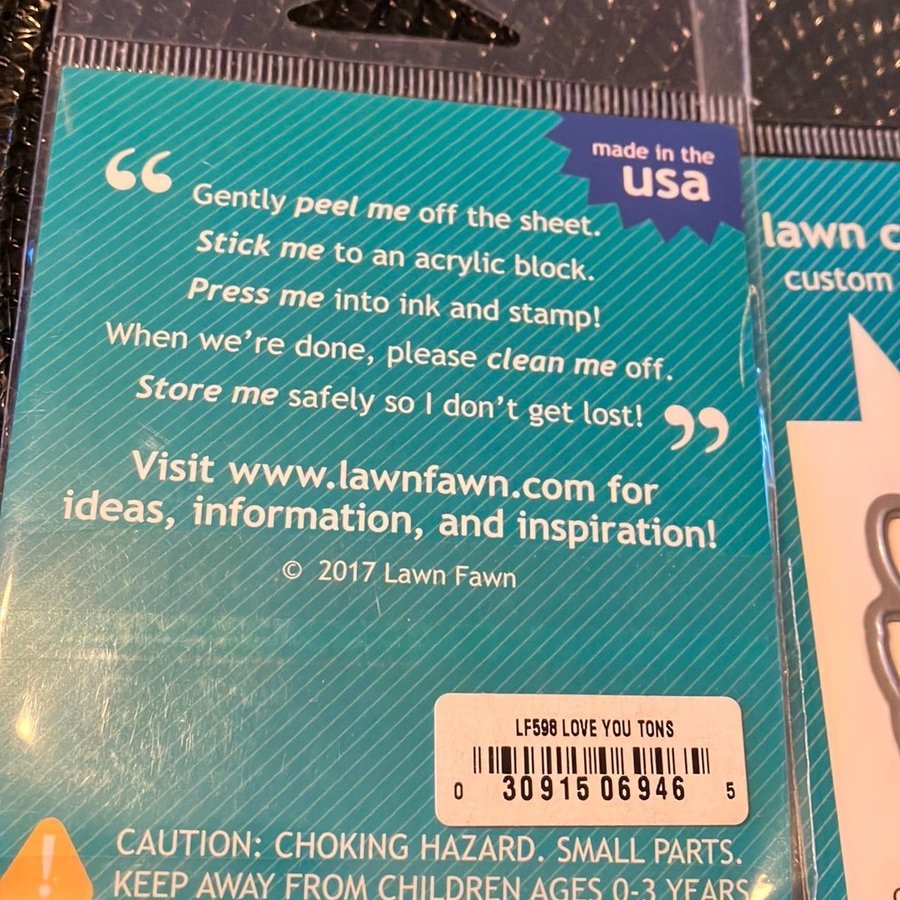 made in the
usa
“ Gently peel me off the sheet.
Stick me to an acrylic block.
Press me into ink and stamp!
When we’re done, please clean me off.
Store me safely so I don’t get lost! ”
Visit www.lawnfawn.com for
ideas, information, and inspiration!
© 2017 Lawn Fawn
LF598 LOVE YOU TONS
0 30915 06946 5
CAUTION: CHOKING HAZARD. SMALL PARTS.
KEEP AWAY FROM CHILDREN AGES 0-3 YEARS
lawn c
custom